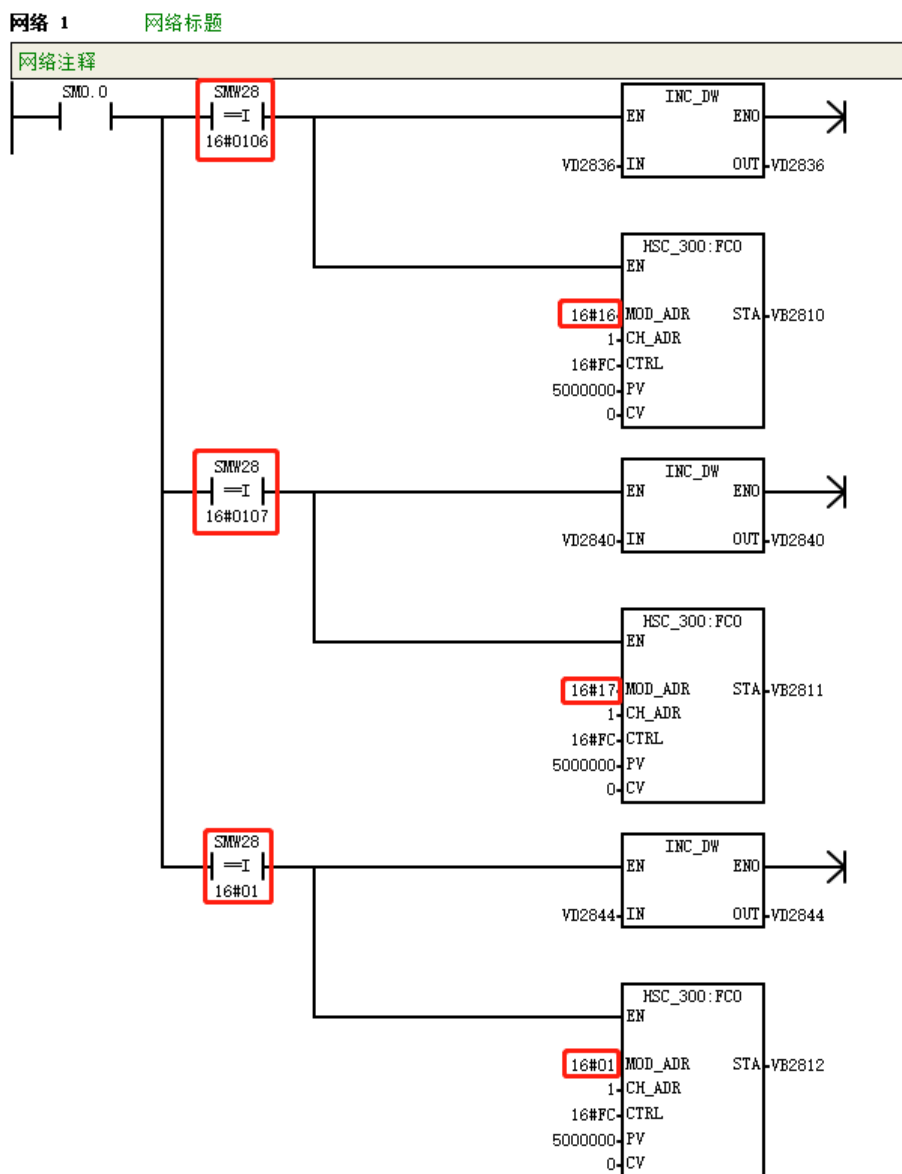 网络 1 网络标题
网络注释
SM0.0
SMW28
==I
16#0106
INC_DW
EN ENO
VD2836 IN OUT VD2836
HSC_300:FC0
EN
16#16 MOD_ADR STA VB2810
1 CH_ADR
16#FC CTRL
5000000 PV
0 CV
SMW28
==I
16#0107
INC_DW
EN ENO
VD2840 IN OUT VD2840
HSC_300:FC0
EN
16#17 MOD_ADR STA VB2811
1 CH_ADR
16#FC CTRL
5000000 PV
0 CV
SMW28
==I
16#01
INC_DW
EN ENO
VD2844 IN OUT VD2844
HSC_300:FC0
EN
16#01 MOD_ADR STA VB2812
1 CH_ADR
16#FC CTRL
5000000 PV
0 CV